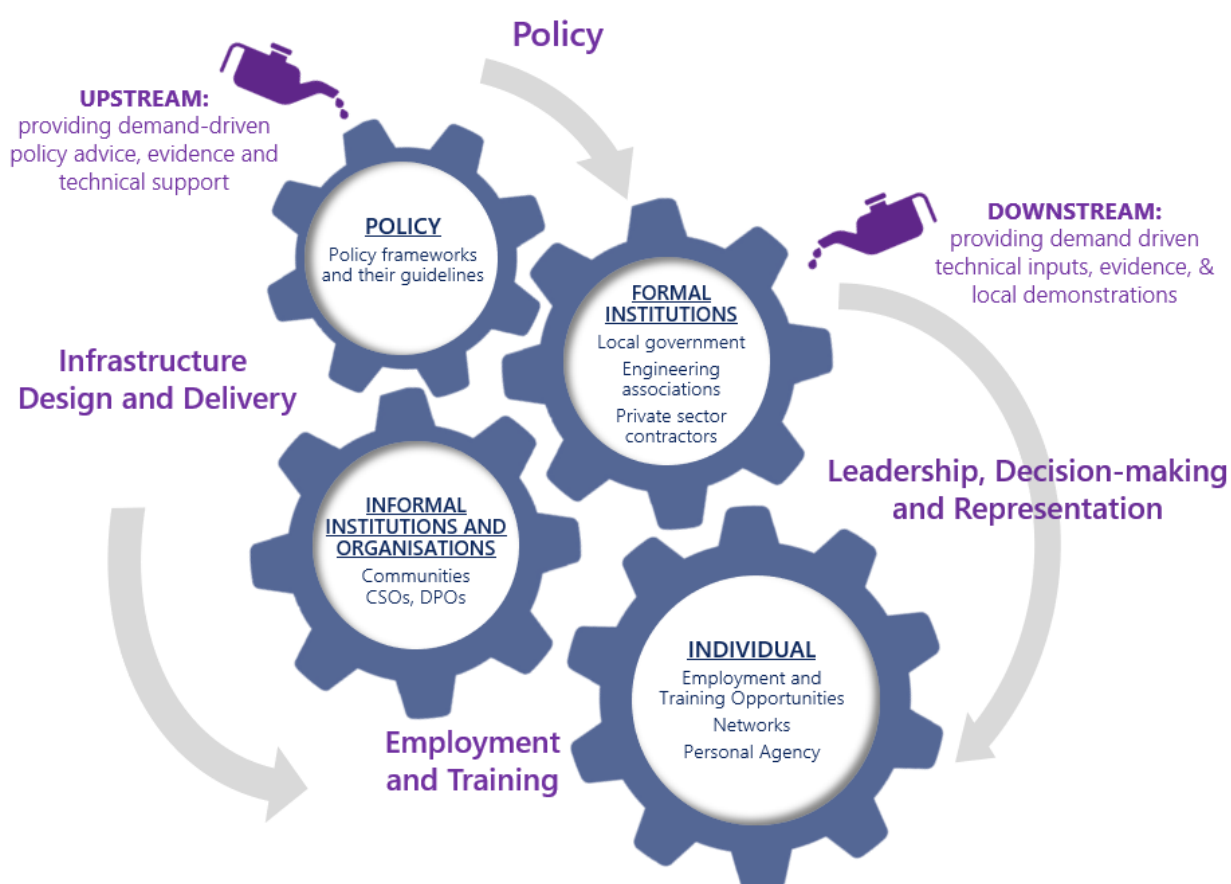 Policy
UPSTREAM:
providing demand-driven
policy advice, evidence and
technical support
POLICY
Policy frameworks
and their guidelines
DOWNSTREAM:
providing demand driven
technical inputs, evidence, &
local demonstrations
FORMAL
INSTITUTIONS
Local government
Engineering
associations
Private sector
contractors
Infrastructure
Design and Delivery
Leadership, Decision-making
and Representation
INFORMAL
INSTITUTIONS AND
ORGANISATIONS
Communities
CSOs, DPOs
INDIVIDUAL
Employment and
Training Opportunities
Networks
Personal Agency
Employment
and Training